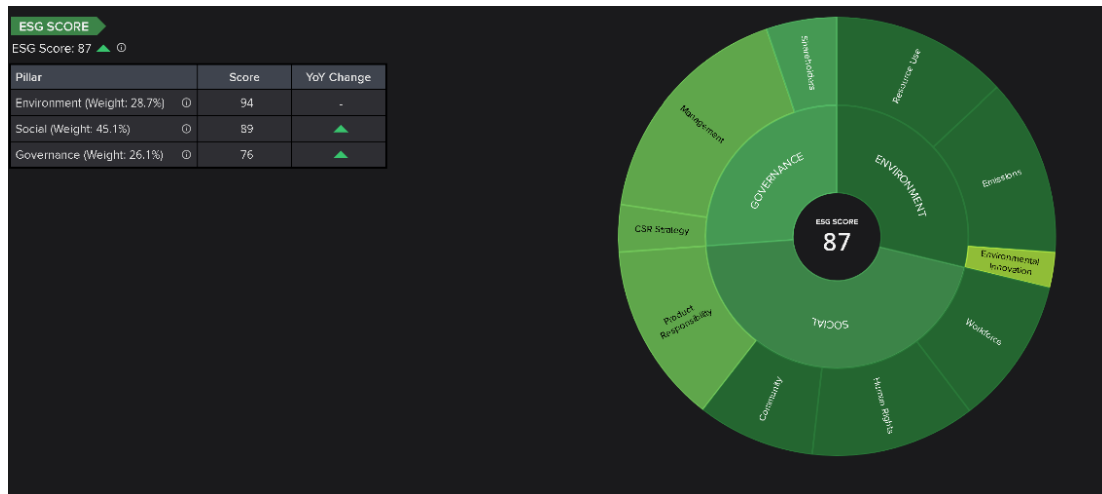 ESG SCORE
ESG Score: 87
Pillar Score YoY Change
Environment (Weight: 28.7%) 94 -
Social (Weight: 45.1%) 89
Governance (Weight: 26.1%) 76
Shareholders
Resource Use
Management
Emissions
GOVERNANCE
ENVIRONMENT
ESG SCORE
87
CSR Strategy
Environmental
Innovation
Product
Responsibility
SOCIAL
Workforce
Community
Human Rights